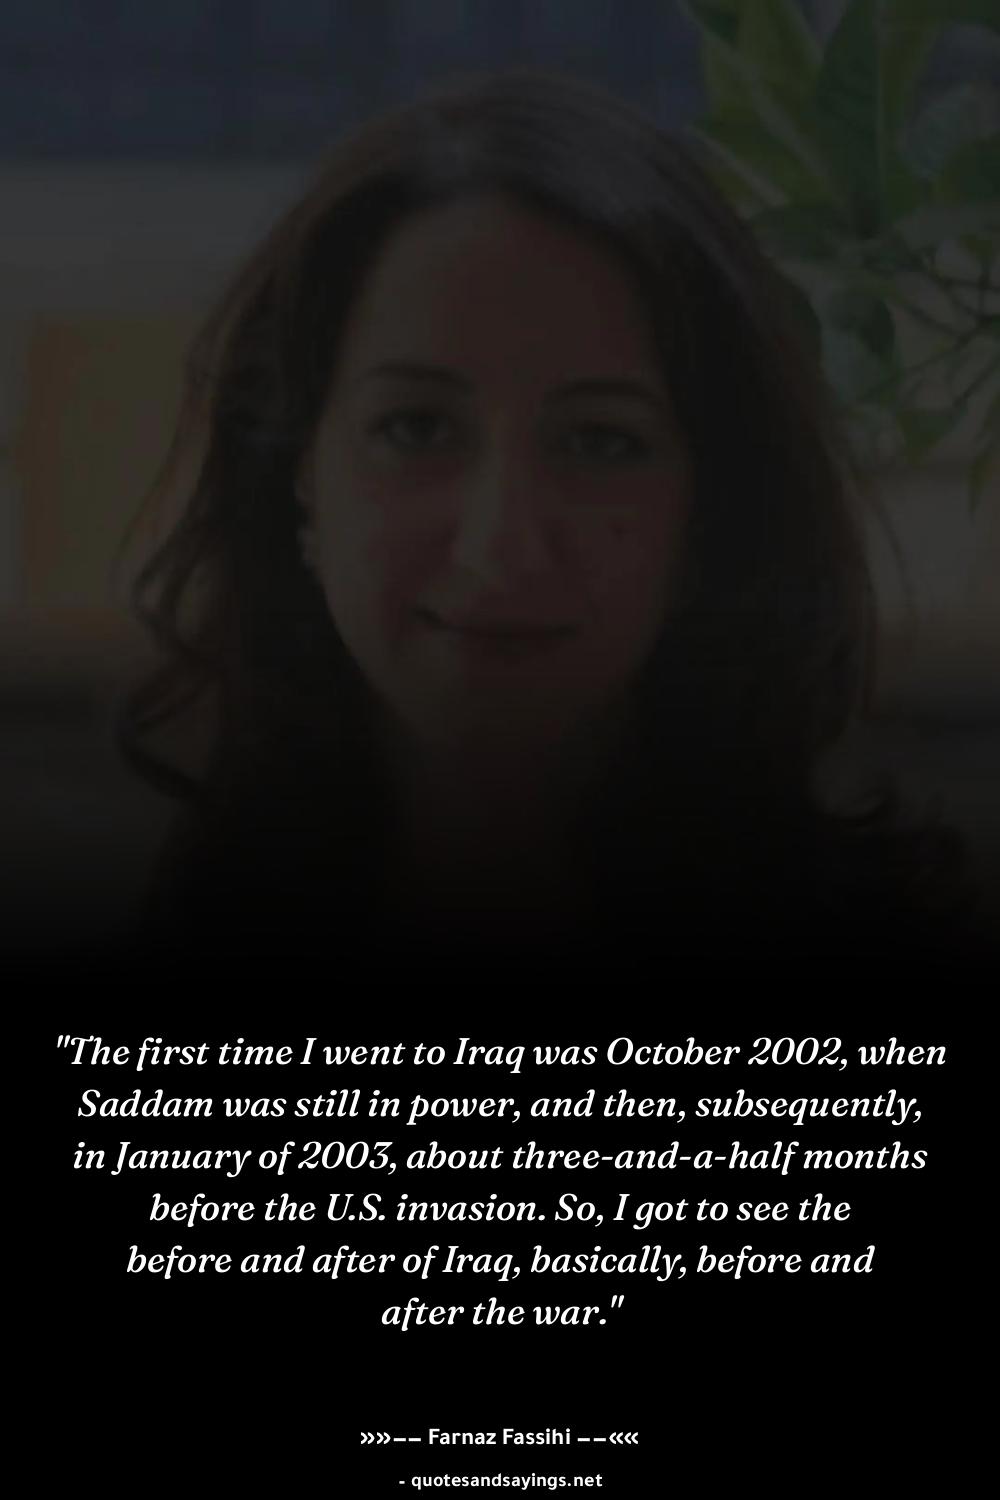 "The first time I went to Iraq was October 2002, when
Saddam was still in power, and then, subsequently,
in January of 2003, about three-and-a-half months
before the U.S. invasion. So, I got to see the
before and after of Iraq, basically, before and
after the war."
»»-- Farnaz Fassihi --««
- quotesandsayings.net